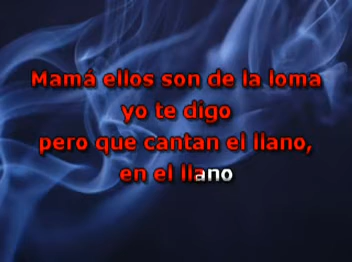 Mamá ellos son de la loma
yo te digo
pero que cantan el llano,
en el llano